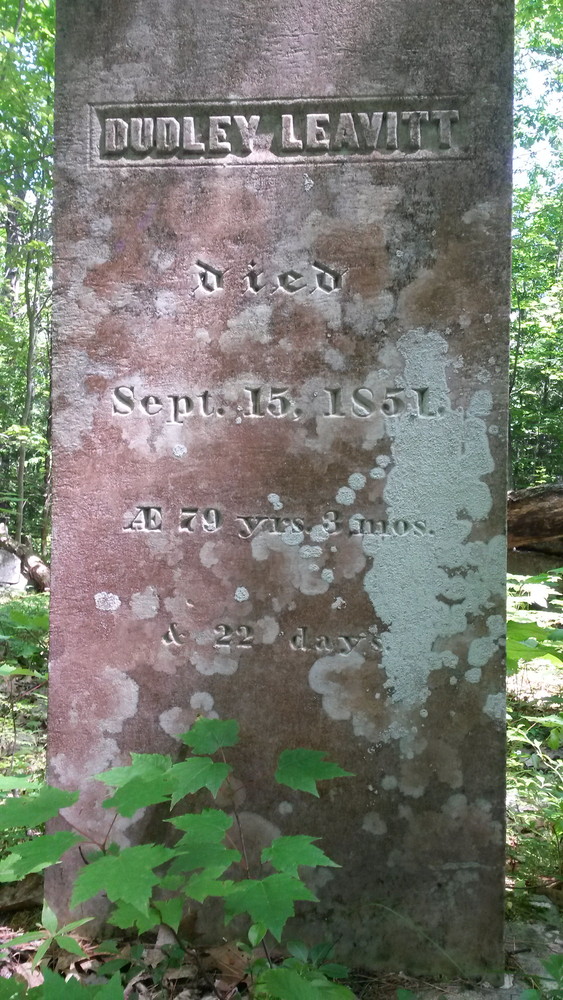 DUDLEY LEAVITT
died
Sept. 15, 1851.
Æ 79 yrs. 3 mos.
& 22 days